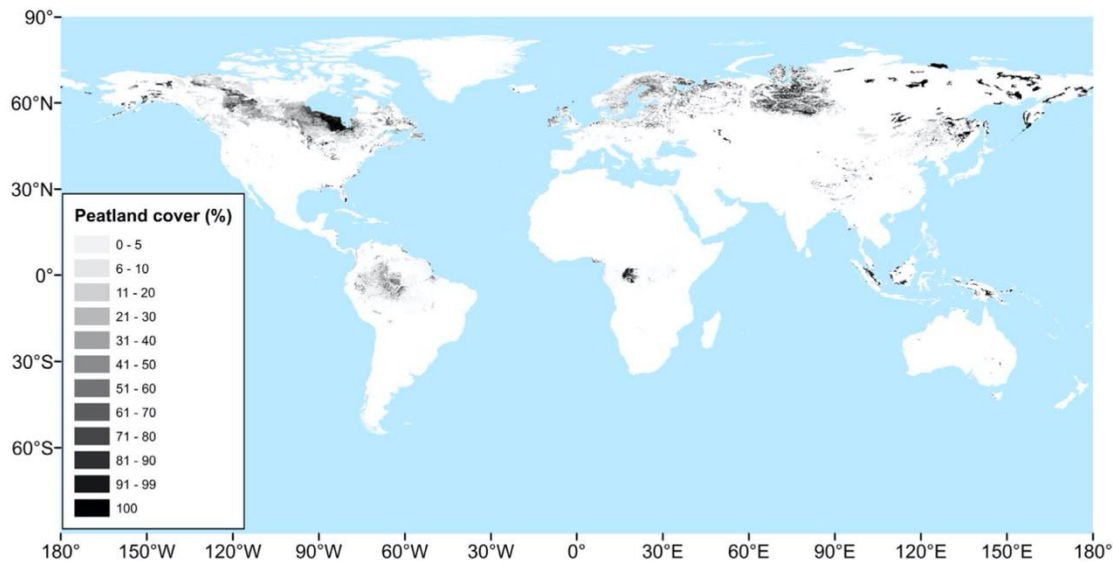 90°
60°N
30°N
0°
30°S
60°S
Peatland cover (%)
0 - 5
6 - 10
11 - 20
21 - 30
31 - 40
41 - 50
51 - 60
61 - 70
71 - 80
81 - 90
91 - 99
100
180° 150°W 120°W 90°W 60°W 30°W 0° 30°E 60°E 90°E 120°E 150°E 180°